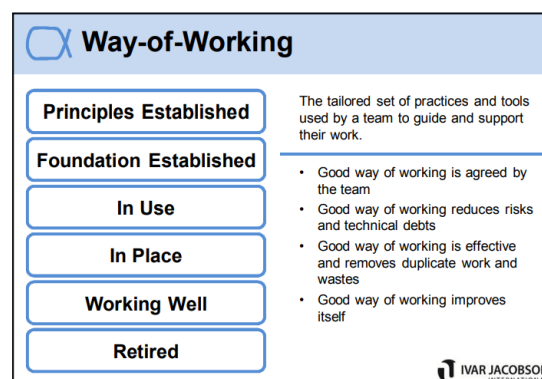 Way-of-Working
Principles Established
Foundation Established
In Use
In Place
Working Well
Retired
The tailored set of practices and tools
used by a team to guide and support
their work.
• Good way of working is agreed by
the team
• Good way of working reduces risks
and technical debts
• Good way of working is effective
and removes duplicate work and
wastes
• Good way of working improves
itself
IVAR JACOBSON